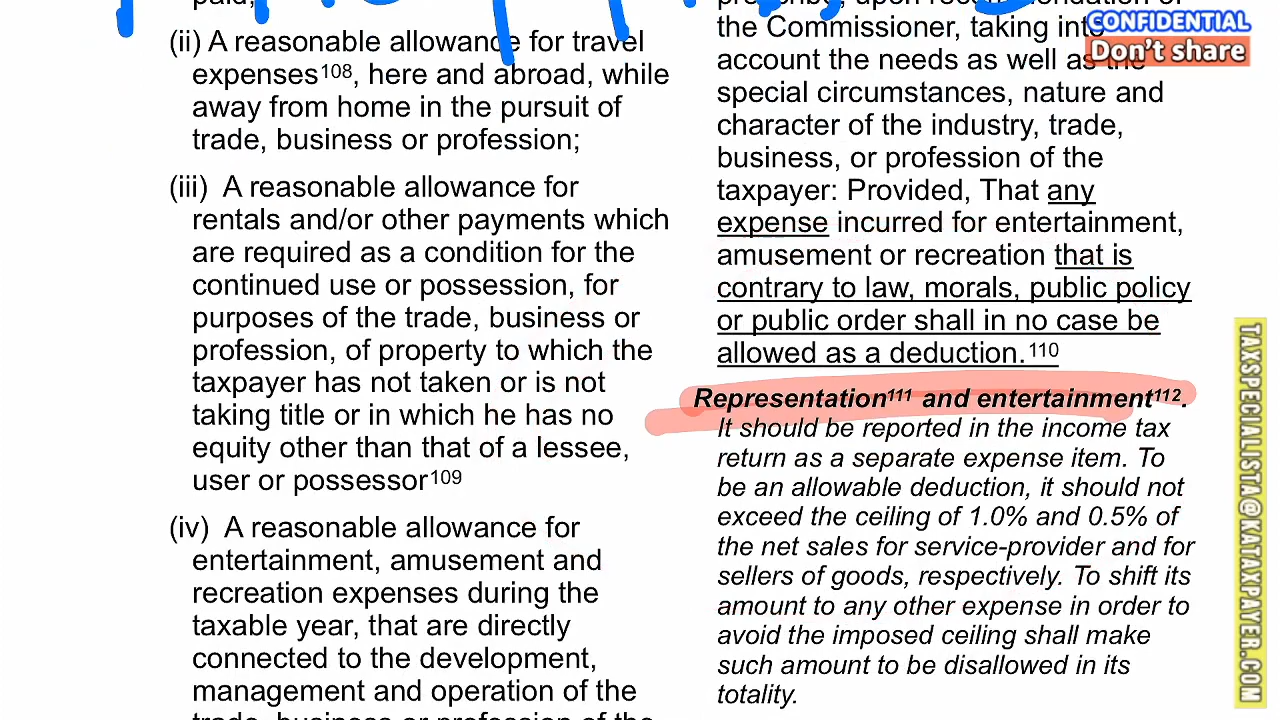 paid;
(ii) A reasonable allowance for travel
expenses108, here and abroad, while
away from home in the pursuit of
trade, business or profession;
(iii) A reasonable allowance for
rentals and/or other payments which
are required as a condition for the
continued use or possession, for
purposes of the trade, business or
profession, of property to which the
taxpayer has not taken or is not
taking title or in which he has no
equity other than that of a lessee,
user or possessor109
(iv) A reasonable allowance for
entertainment, amusement and
recreation expenses during the
taxable year, that are directly
connected to the development,
management and operation of the
trade, business or profession of the
prescribe, upon recommendation of
the Commissioner, taking into
account the needs as well as the
special circumstances, nature and
character of the industry, trade,
business, or profession of the
taxpayer: Provided, That any
expense incurred for entertainment,
amusement or recreation that is
contrary to law, morals, public policy
or public order shall in no case be
allowed as a deduction.110
Representation111 and entertainment112.
It should be reported in the income tax
return as a separate expense item. To
be an allowable deduction, it should not
exceed the ceiling of 1.0% and 0.5% of
the net sales for service-provider and for
sellers of goods, respectively. To shift its
amount to any other expense in order to
avoid the imposed ceiling shall make
such amount to be disallowed in its
totality.
CONFIDENTIAL
Don't share
TAXSPECIALISTA@KATAXPAYER.COM